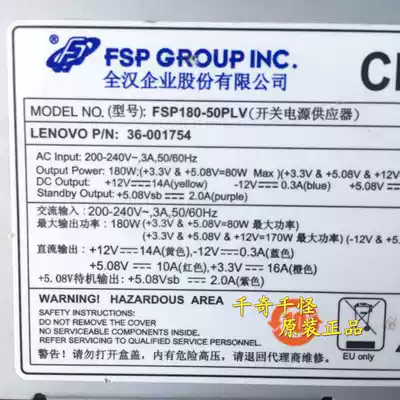 FSP GROUP INC.
全汉企业股份有限公司
MODEL NO.(型号): FSP180-50PLV(开关电源供应器)
LENOVO P/N: 36-001754
AC Input: 200-240V~,3A,50/60Hz
Output Power: 180W;(+3.3V & +5.08V=80W Max )(+3.3V & +5.08V
DC Output : +12V⎓14A(yellow) -12V⎓0.3A(blue) +5.08V
Standby Output: +5.08Vsb ⎓ 2.0A(purple)
交流输入：200-240V~,3A,50/60Hz
最大输出功率：180W (+3.3V & +5.08V=80W 最大功率)
(+3.3V & +5.08V &+12V=170W 最大功率) (-12V & +5
直流输出：+12V⎓14A(黄色),-12V⎓0.3A(蓝色)
+5.08V⎓ 10A(红色),+3.3V⎓ 16A(橙色)
+5.08V待机输出：+5.08Vsb⎓ 2.0A(紫色)
WARNING! HAZARDOUS AREA
DO NOT REMOVE THE COVER
NO SERVICEABLE COMPONENTS INSIDE.
REFER SERVICING TO QUALIFIED SERVICE PERSONNEL.
警告：请勿打开盒盖，内有危险高压，请退回代理商维修.
EU only
千奇千怪
原装正品